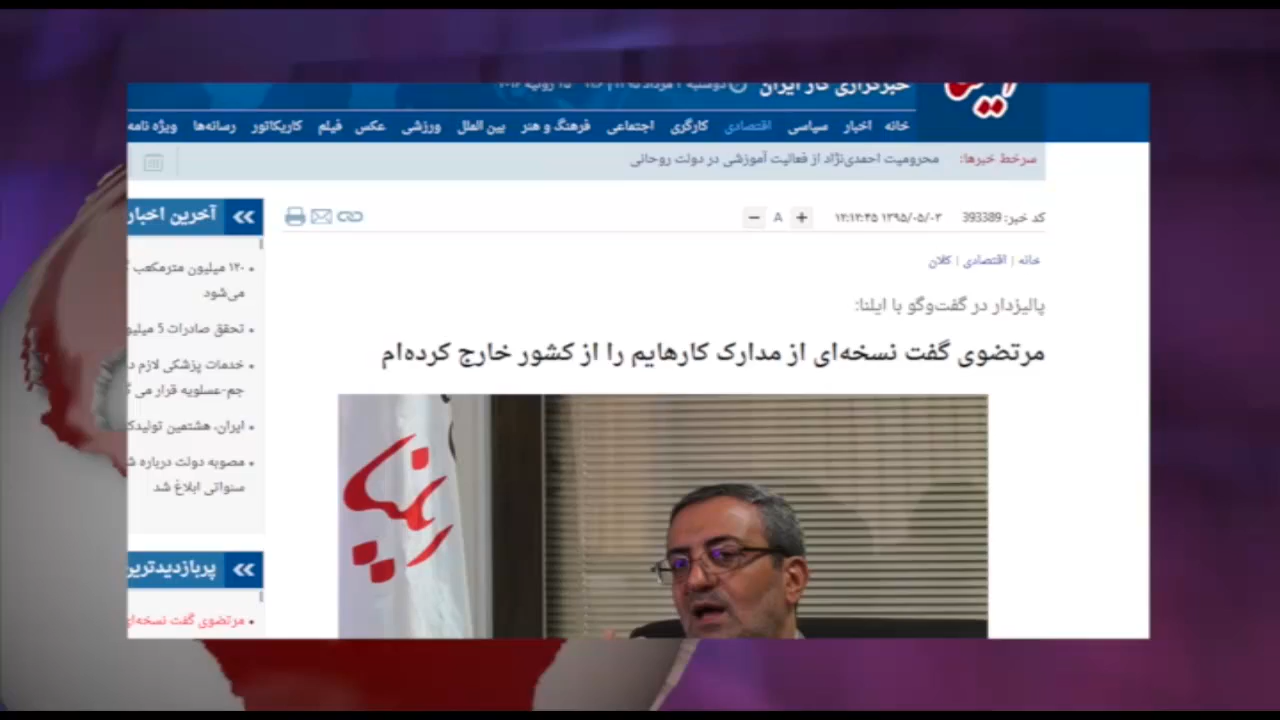 خبرگزاری کار ایران
خانه اخبار سیاسی اقتصادی کارگری اجتماعی فرهنگ و هنر بین الملل ورزشی عکس فیلم کاریکاتور رسانه‌ها ویژه نامه
سرخط خبرها: محرومیت احمدی‌نژاد از فعالیت آموزشی در دولت روحانی
کد خبر: 393389 ۱۳۹۵/۰۵/۰۳ ۱۲:۱۲:۴۵ + A −
خانه | اقتصادی | کلان
پالیزدار در گفت‌وگو با ایلنا:
مرتضوی گفت نسخه‌ای از مدارک کارهایم را از کشور خارج کرده‌ام
ایلنا
آخرین اخبار
۱۲۰ میلیون مترمکعب
می‌شود
تحقق صادرات 5
خدمات پزشکی لازم
جم-عسلویه قرار می
ایران، هشتمین
مصوبه دولت درباره
سنواتی ابلاغ شد
پربازدیدترین
مرتضوی گفت نسخه‌ای